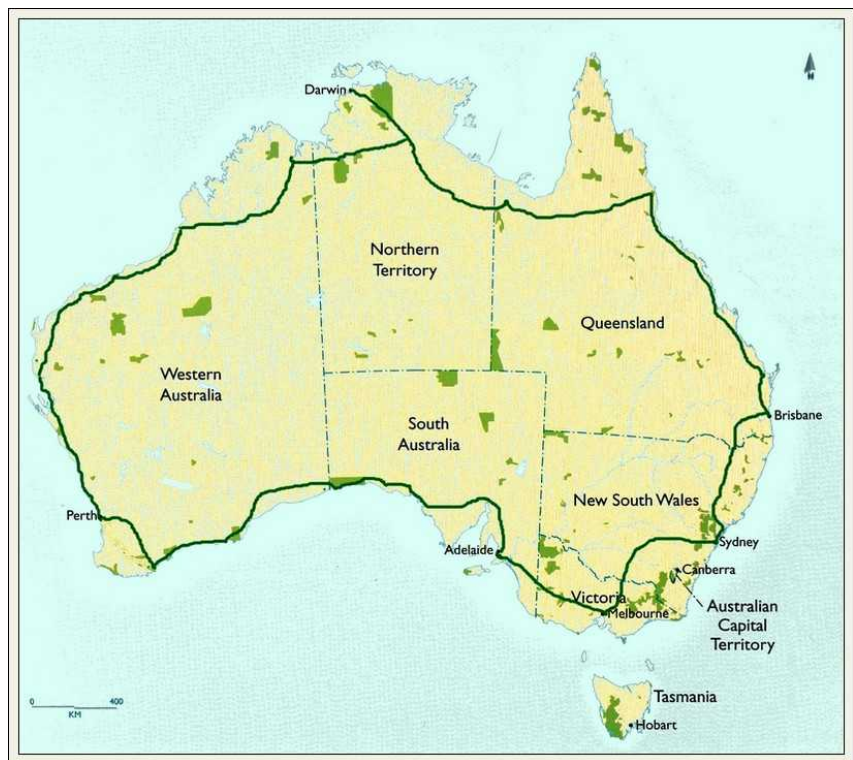 N
Darwin
Northern
Territory
Queensland
Western
Australia
South
Australia
Brisbane
New South Wales
Perth
Sydney
Adelaide
Canberra
Victoria
Melbourne
Australian
Capital
Territory
Tasmania
0 400
KM
Hobart